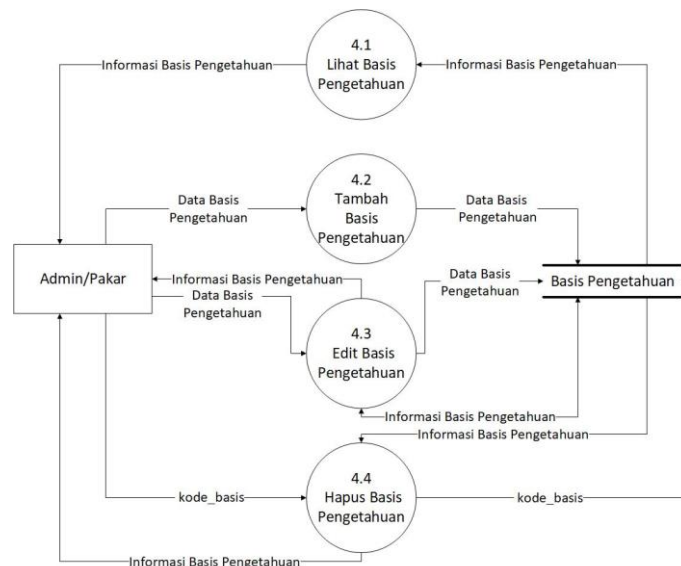 4.1
Lihat Basis
Pengetahuan
Informasi Basis Pengetahuan
Informasi Basis Pengetahuan
4.2
Tambah
Basis
Pengetahuan
Data Basis
Pengetahuan
Data Basis
Pengetahuan
Admin/Pakar
Informasi Basis Pengetahuan
Data Basis
Pengetahuan
Data Basis
Pengetahuan
Basis Pengetahuan
4.3
Edit Basis
Pengetahuan
Informasi Basis Pengetahuan
Informasi Basis Pengetahuan
4.4
Hapus Basis
Pengetahuan
kode_basis
kode_basis
Informasi Basis Pengetahuan